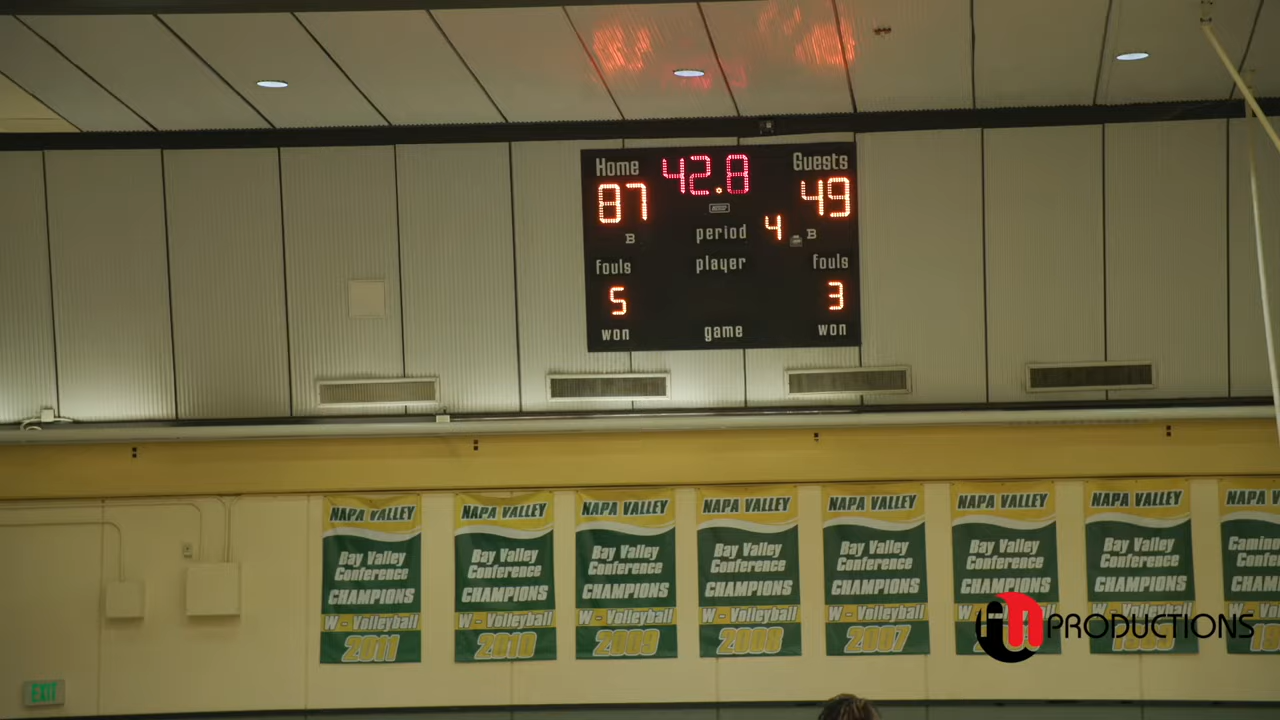 Home 42.8 Guests
87 49
B period 4 B
fouls player fouls
5 3
won game won
NAPA VALLEY
Bay Valley
Conference
CHAMPIONS
W - Volleyball
2011
NAPA VALLEY
Bay Valley
Conference
CHAMPIONS
W - Volleyball
2010
NAPA VALLEY
Bay Valley
Conference
CHAMPIONS
W - Volleyball
2009
NAPA VALLEY
Bay Valley
Conference
CHAMPIONS
W - Volleyball
2008
NAPA VALLEY
Bay Valley
Conference
CHAMPIONS
W - Volleyball
2007
NAPA VALLEY
Bay Valley
Conference
CHAMPIONS
NAPA VALLEY
Bay Valley
Conference
CHAMPIONS
W - Volleyball
NAPA
PRODUCTIONS
EXIT